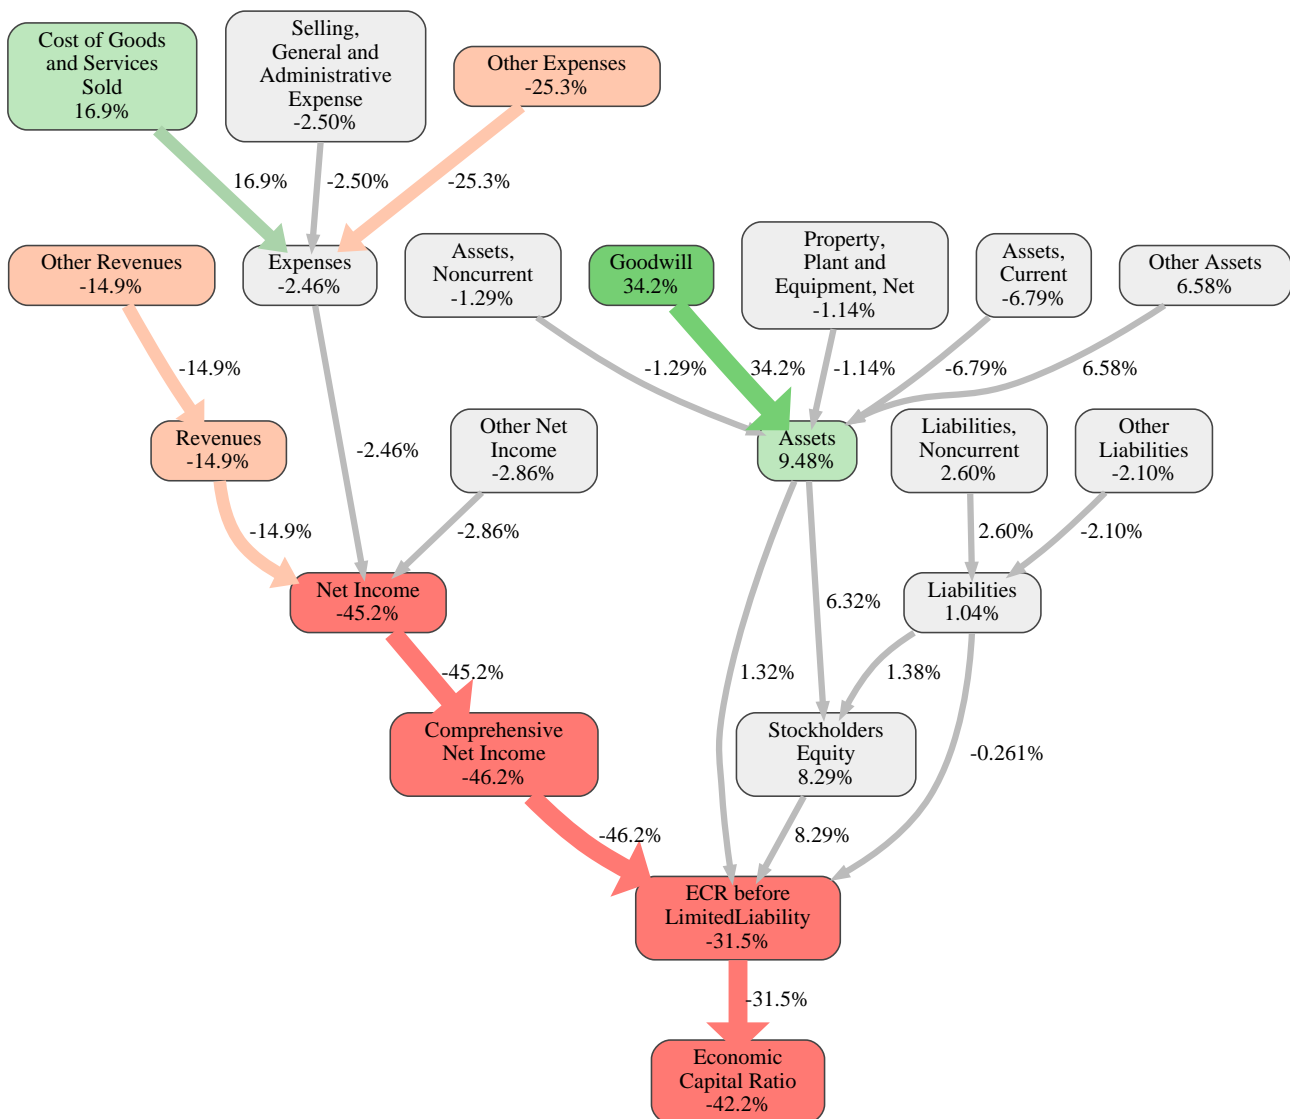 Cost of Goods
and Services
Sold
16.9%
Selling,
General and
Administrative
Expense
-2.50%
Other Expenses
-25.3%
16.9%
-2.50%
-25.3%
Other Revenues
-14.9%
Expenses
-2.46%
Assets,
Noncurrent
-1.29%
Goodwill
34.2%
Property,
Plant and
Equipment, Net
-1.14%
Assets,
Current
-6.79%
Other Assets
6.58%
-14.9%
-1.29%
34.2%
-1.14%
-6.79%
6.58%
Revenues
-14.9%
-2.46%
Other Net
Income
-2.86%
Assets
9.48%
Liabilities,
Noncurrent
2.60%
Other
Liabilities
-2.10%
-14.9%
-2.86%
2.60%
-2.10%
Net Income
-45.2%
6.32%
Liabilities
1.04%
-45.2%
1.32%
1.38%
Comprehensive
Net Income
-46.2%
Stockholders
Equity
8.29%
-0.261%
-46.2%
8.29%
ECR before
LimitedLiability
-31.5%
-31.5%
Economic
Capital Ratio
-42.2%